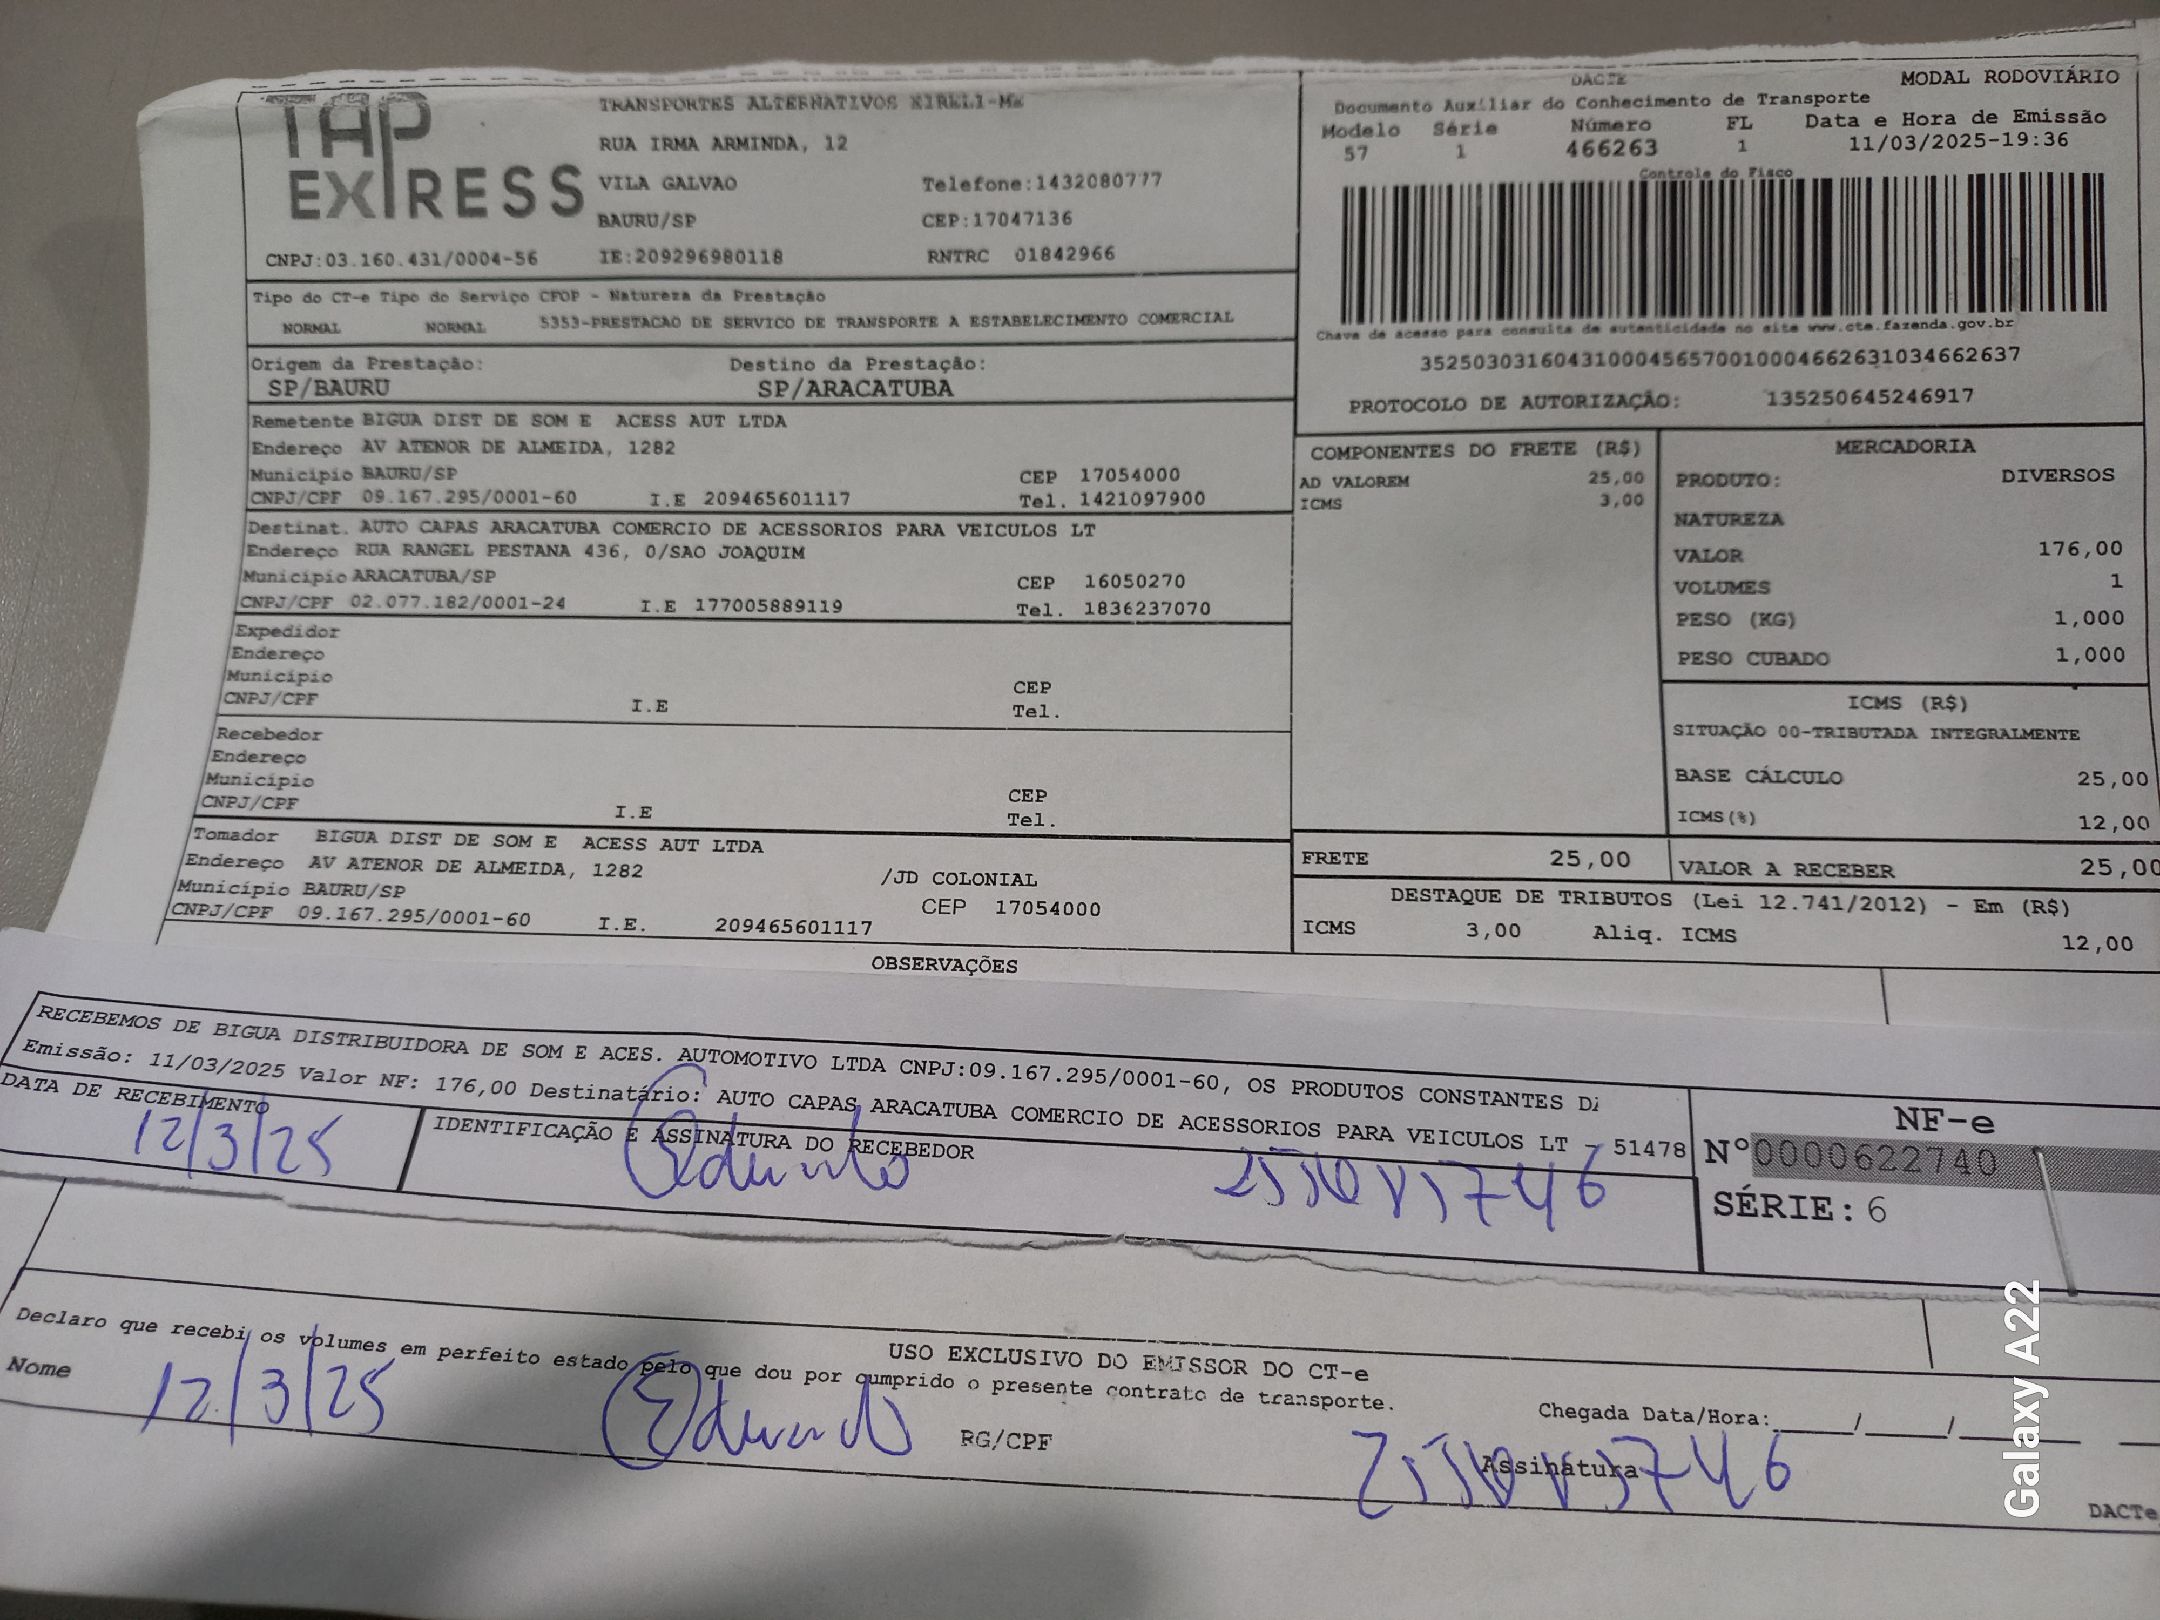 TAP EXPRESS
TRANSPORTES ALTERNATIVOS EIRELI-ME
RUA IRMA ARMINDA, 12
VILA GALVAO Telefone:1432080777
BAURU/SP CEP:17047136
CNPJ:03.160.431/0004-56 IE:209296980118 RNTRC 01842966
DACTE MODAL RODOVIÁRIO
Documento Auxiliar do Conhecimento de Transporte
Modelo Série Número FL Data e Hora de Emissão
57 1 466263 1 11/03/2025-19:36
Controle do Fisco
Chave de acesso para consulta de autenticidade no site www.cte.fazenda.gov.br
35250303160431000456570010004662631034662637
PROTOCOLO DE AUTORIZAÇÃO: 135250645246917
Tipo do CT-e Tipo do Serviço CFOP - Natureza da Prestação
NORMAL NORMAL 5353-PRESTACAO DE SERVICO DE TRANSPORTE A ESTABELECIMENTO COMERCIAL
Origem da Prestação: Destino da Prestação:
SP/BAURU SP/ARACATUBA
Remetente BIGUA DIST DE SOM E ACESS AUT LTDA
Endereço AV ATENOR DE ALMEIDA, 1282
Município BAURU/SP CEP 17054000
CNPJ/CPF 09.167.295/0001-60 I.E 209465601117 Tel. 1421097900
Destinat. AUTO CAPAS ARACATUBA COMERCIO DE ACESSORIOS PARA VEICULOS LT
Endereço RUA RANGEL PESTANA 436, 0/SAO JOAQUIM
Município ARACATUBA/SP CEP 16050270
CNPJ/CPF 02.077.182/0001-24 I.E 177005889119 Tel. 1836237070
Expedidor
Endereço
Município CEP
CNPJ/CPF I.E Tel.
Recebedor
Endereço
Município CEP
CNPJ/CPF I.E Tel.
Tomador BIGUA DIST DE SOM E ACESS AUT LTDA
Endereço AV ATENOR DE ALMEIDA, 1282 /JD COLONIAL
Município BAURU/SP CEP 17054000
CNPJ/CPF 09.167.295/0001-60 I.E. 209465601117
COMPONENTES DO FRETE (R$)
AD VALOREM 25,00
ICMS 3,00
MERCADORIA
PRODUTO: DIVERSOS
NATUREZA
VALOR 176,00
VOLUMES 1
PESO (KG) 1,000
PESO CUBADO 1,000
ICMS (R$)
SITUAÇÃO 00-TRIBUTADA INTEGRALMENTE
BASE CÁLCULO 25,00
ICMS(%) 12,00
FRETE 25,00 VALOR A RECEBER 25,00
DESTAQUE DE TRIBUTOS (Lei 12.741/2012) - Em (R$)
ICMS 3,00 Aliq. ICMS 12,00
OBSERVAÇÕES
RECEBEMOS DE BIGUA DISTRIBUIDORA DE SOM E ACES. AUTOMOTIVO LTDA CNPJ:09.167.295/0001-60, OS PRODUTOS CONSTANTES DA
Emissão: 11/03/2025 Valor NF: 176,00 Destinatário: AUTO CAPAS ARACATUBA COMERCIO DE ACESSORIOS PARA VEICULOS LT - 51478
DATA DE RECEBIMENTO IDENTIFICAÇÃO E ASSINATURA DO RECEBEDOR
12/3/25 Eduardo
NF-e
Nº0000622740
SÉRIE: 6
USO EXCLUSIVO DO EMISSOR DO CT-e
Declaro que recebi os volumes em perfeito estado pelo que dou por cumprido o presente contrato de transporte.
Chegada Data/Hora:_____/_____/_____
Nome 12/3/25 Eduardo RG/CPF Assinatura
DACTe
Galaxy A22